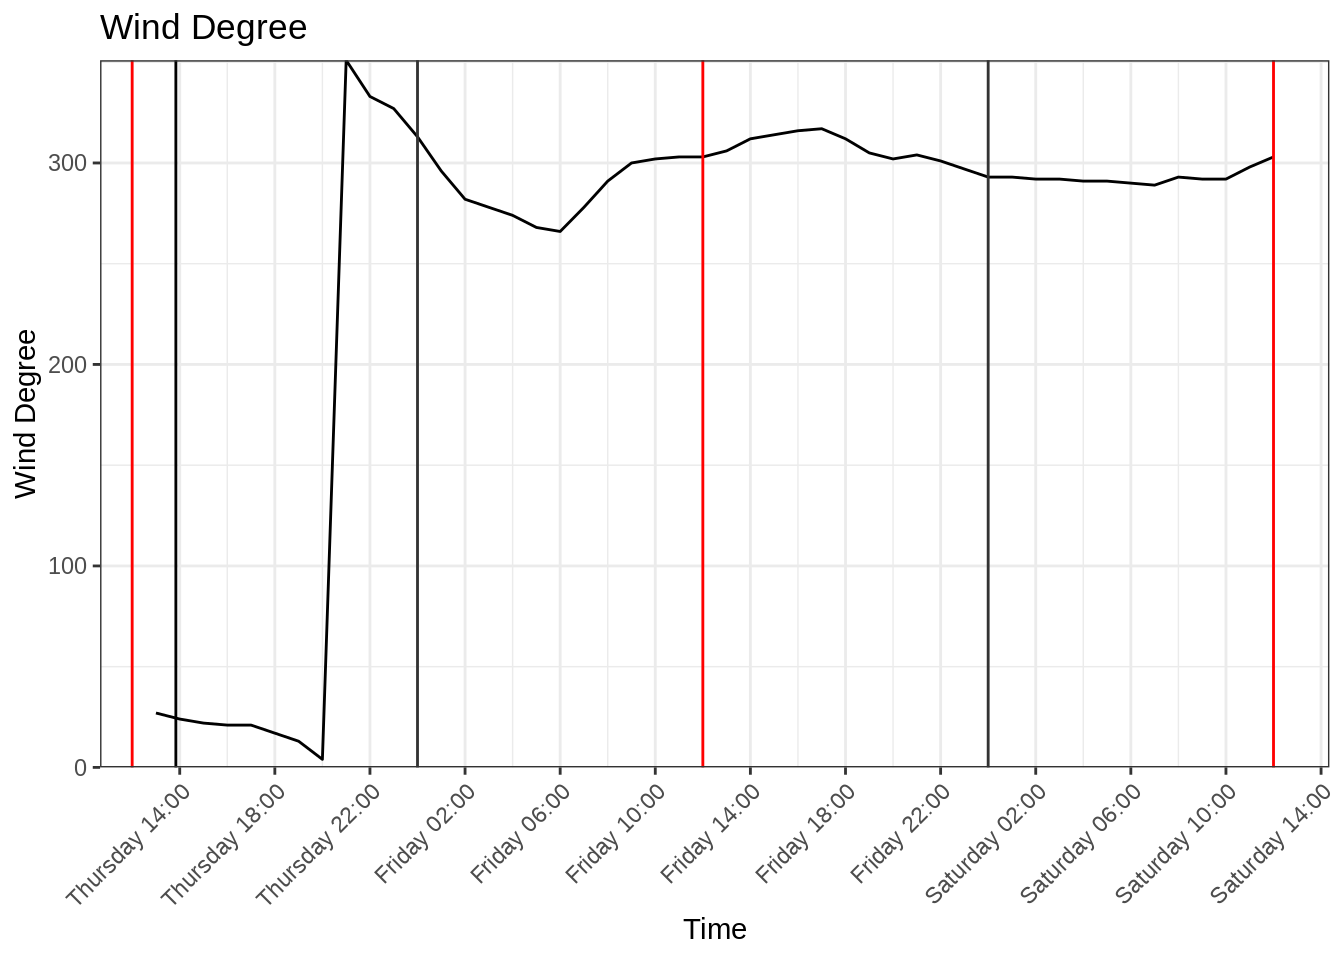 Wind Degree
Wind Degree
300
200
100
0
Thursday 14:00
Thursday 18:00
Thursday 22:00
Friday 02:00
Friday 06:00
Friday 10:00
Friday 14:00
Friday 18:00
Friday 22:00
Saturday 02:00
Saturday 06:00
Saturday 10:00
Saturday 14:00
Time